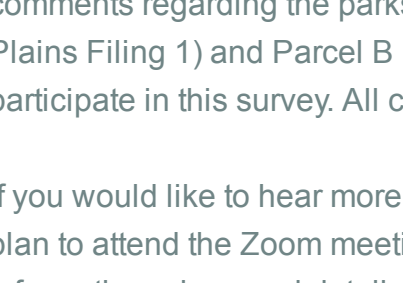 comments regarding the parks
Plains Filing 1) and Parcel B
participate in this survey. All c
If you would like to hear more
plan to attend the Zoom meeti